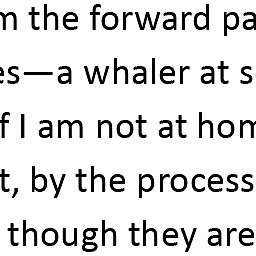 m the forward pa
es—a whaler at s
f I am not at hom
t, by the process
though they are